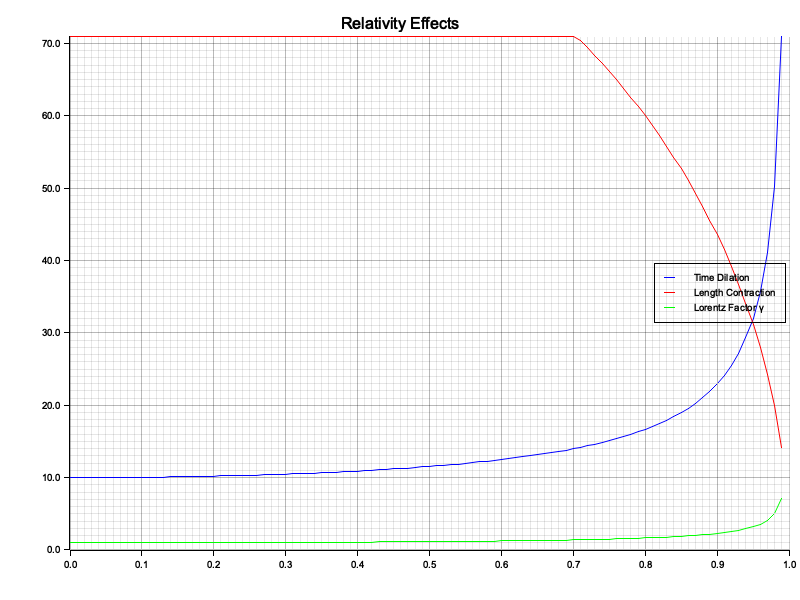 Relativity Effects
70.0
60.0
50.0
40.0
30.0
20.0
10.0
0.0
Time Dilation
Length Contraction
Lorentz Factor γ
0.0 0.1 0.2 0.3 0.4 0.5 0.6 0.7 0.8 0.9 1.0